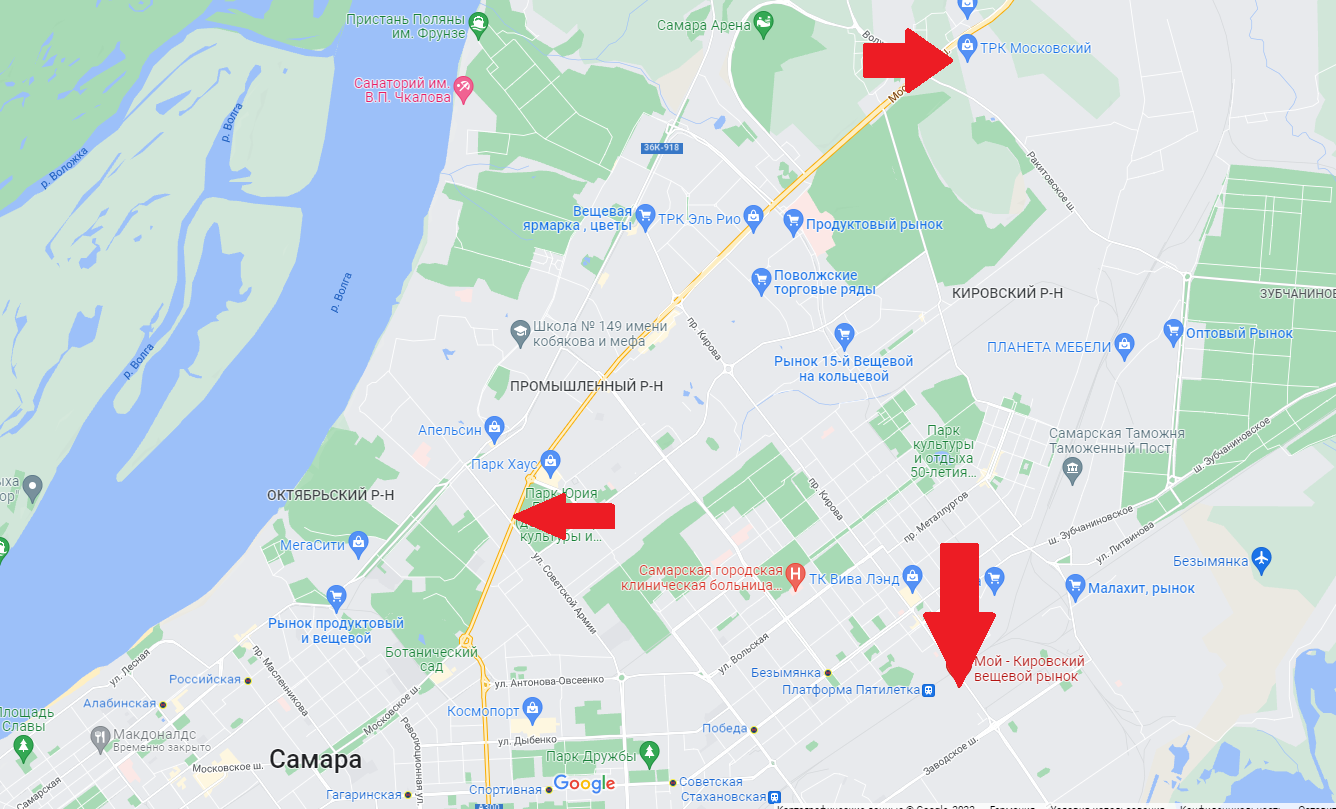 Пристань Поляны
им. Фрунзе
Самара Арена
ТРК Московский
Санаторий им.
В.П. Чкалова
р. Волга
р. Воложка
36К-918
Ракитовское ш.
Вещевая
ярмарка , цветы
ТРК Эль Рио
Продуктовый рынок
Поволжские
торговые ряды
р. Волга
КИРОВСКИЙ Р-Н
ЗУБЧАНИНОВ
Школа № 149 имени
кобякова и мефа
пр. Кирова
Рынок 15-й Вещевой
на кольцевой
ПЛАНЕТА МЕБЕЛИ
Оптовый Рынок
р. Волга
ПРОМЫШЛЕННЫЙ Р-Н
Апельсин
Парк Хаус
Парк
культуры
и отдыха
50-летия...
Самарская Таможня
Таможенный Пост
ш. Зубчаниновское
ОКТЯБРЬСКИЙ Р-Н
Парк Юрия
культуры и...
пр. Кирова
пр. Металлургов
ш. Зубчаниновское
ул. Литвинова
МегаСити
ул. Советской Армии
Самарская городская
клиническая больница...
ТК Вива Лэнд
Безымянка
Малахит, рынок
Рынок продуктовый
и вещевой
Ботанический
сад
ул. Вольская
Мой - Кировский
вещевой рынок
ул. Лесная
пр. Масленникова
Российская
ул. Антонова-Овсеенко
Безымянка
Платформа Пятилетка
Алабинская
Московское ш.
Космопорт
Площадь
Славы
Макдоналдс
Временно закрыто
Революционная ул.
ул. Дыбенко
Победа
Заводское ш.
Самара
Московское ш.
Парк Дружбы
Google
Самарская
Гагаринская
Спортивная
Советская
Стахановская
А300